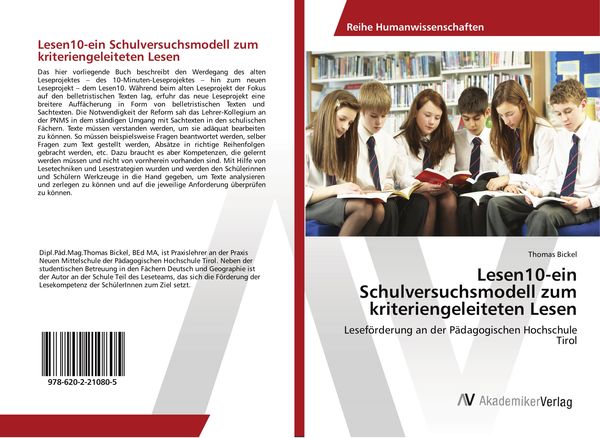 Lesen10-ein Schulversuchsmodell zum
kriteriengeleiteten Lesen
Das hier vorliegende Buch beschreibt den Werdegang des alten
Leseprojektes – des 10-Minuten-Leseprojektes – hin zum neuen
Leseprojekt – dem Lesen10. Während beim alten Leseprojekt der Fokus
auf den belletristischen Texten lag, erfuhr das neue Leseprojekt eine
breitere Auffächerung in Form von belletristischen Texten und
Sachtexten. Die Notwendigkeit der Reform sah das Lehrer-Kollegium an
der PNMS in dem ständigen Umgang mit Sachtexten in den schulischen
Fächern. Texte müssen verstanden werden, um sie adäquat bearbeiten
zu können. So müssen beispielsweise Fragen beantwortet werden, selber
Fragen zum Text gestellt werden, Absätze in richtige Reihenfolgen
gebracht werden, etc. Dazu braucht es aber Kompetenzen, die gelernt
werden müssen und nicht von vornherein vorhanden sind. Mit Hilfe von
Lesetechniken und Lesestrategien wurden und werden den Schülerinnen
und Schülern Werkzeuge in die Hand gegeben, um Texte analysieren
und zerlegen zu können und auf die jeweilige Anforderung überprüfen
zu können.
Dipl.Päd.Mag.Thomas Bickel, BEd MA, ist Praxislehrer an der Praxis
Neuen Mittelschule der Pädagogischen Hochschule Tirol. Neben der
studentischen Betreuung in den Fächern Deutsch und Geographie ist
der Autor an der Schule Teil des Leseteams, das sich die Förderung der
Lesekompetenz der SchülerInnen zum Ziel setzt.
978-620-2-21080-5
Reihe Humanwissenschaften
Thomas Bickel
Lesen10-ein
Schulversuchsmodell zum
kriteriengeleiteten Lesen
Leseförderung an der Pädagogischen Hochschule
Tirol
AV AkademikerVerlag